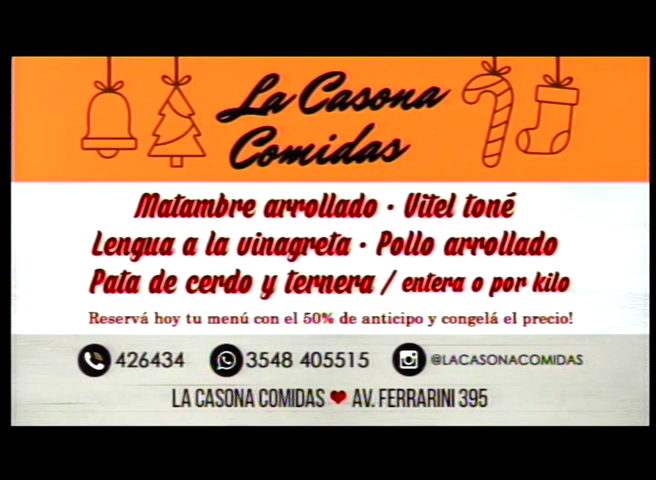 La Casona
Comidas
Matambre arrollado · Vitel toné
Lengua a la vinagreta · Pollo arrollado
Pata de cerdo y ternera / entera o por kilo
Reservá hoy tu menú con el 50% de anticipo y congelá el precio!
426434 3548 405515 @LACASONACOMIDAS
LA CASONA COMIDAS ❤ AV. FERRARINI 395